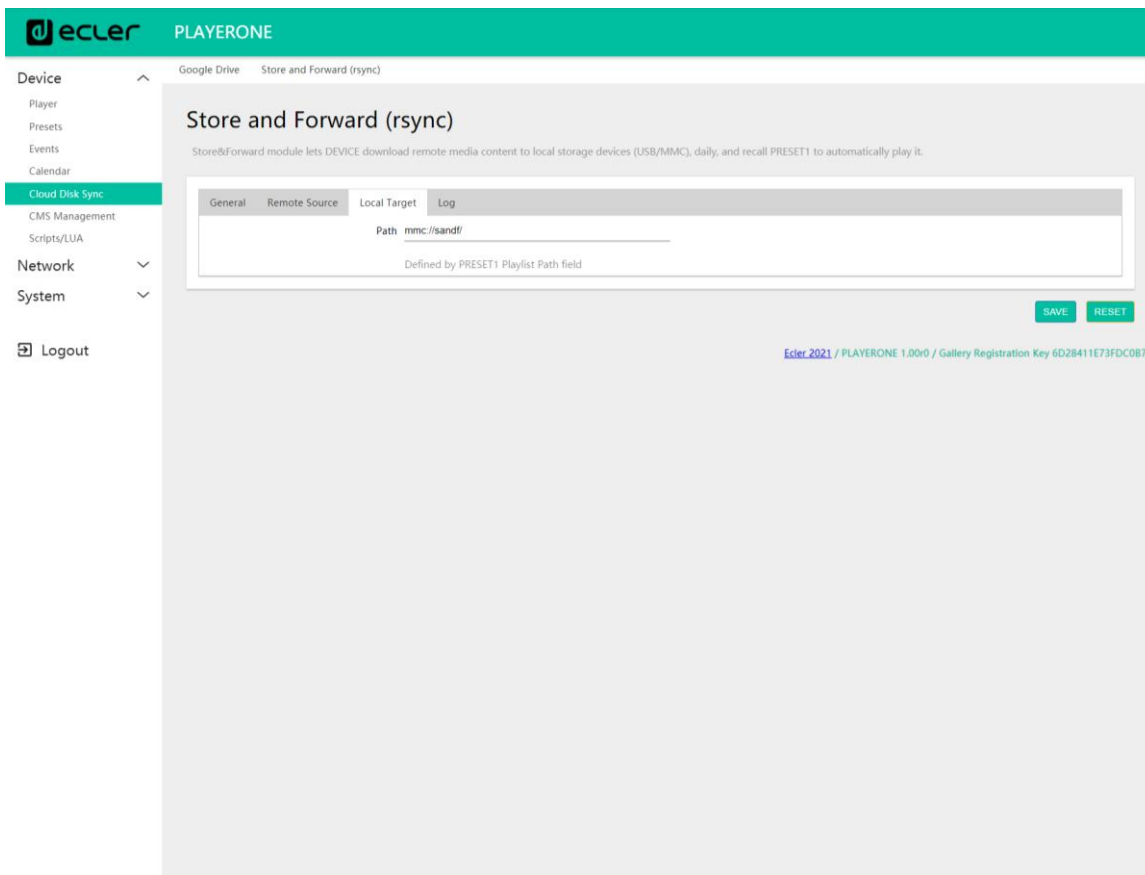 ecler PLAYERONE
Google Drive Store and Forward (rsync)
Device
Player
Presets
Events
Calendar
Cloud Disk Sync
CMS Management
Scripts/LUA
Network
System
Logout
Store and Forward (rsync)
Store&Forward module lets DEVICE download remote media content to local storage devices (USB/MMC), daily, and recall PRESET1 to automatically play it.
General Remote Source Local Target Log
Path mmc://sandf/
Defined by PRESET1 Playlist Path field
SAVE RESET
Ecler 2021 / PLAYERONE 1.00r0 / Gallery Registration Key 6D28411E73FDC0B7